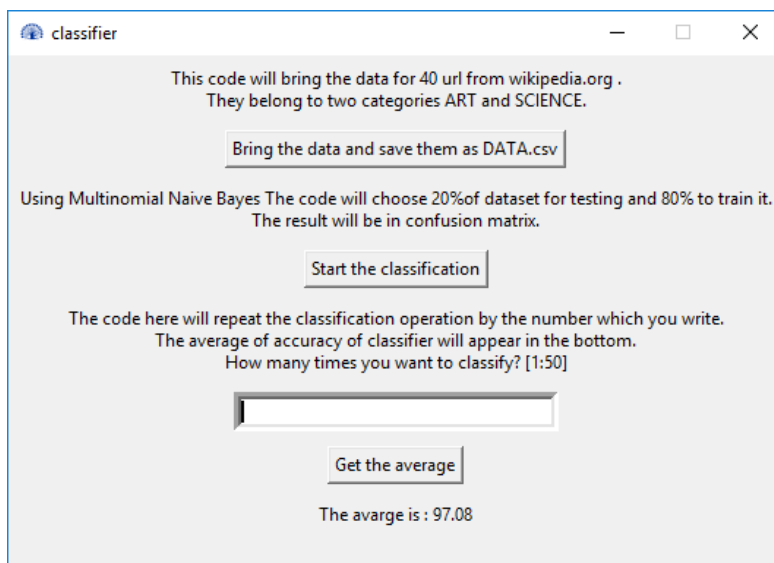 classifier
This code will bring the data for 40 url from wikipedia.org .
They belong to two categories ART and SCIENCE.
Bring the data and save them as DATA.csv
Using Multinomial Naive Bayes The code will choose 20%of dataset for testing and 80% to train it.
The result will be in confusion matrix.
Start the classification
The code here will repeat the classification operation by the number which you write.
The average of accuracy of classifier will appear in the bottom.
How many times you want to classify? [1:50]
Get the average
The avarge is : 97.08